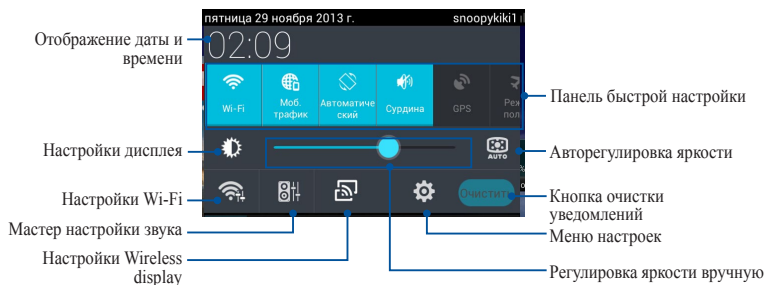 пятница 29 ноября 2013 г. snoopykiki1
Отображение даты и
времени
02:09
Wi-Fi
Моб.
трафик
Автоматиче
ский
Сурдина
GPS
Панель быстрой настройки
Настройки дисплея
AUTO
Авторегулировка яркости
Настройки Wi-Fi
Очистить
Кнопка очистки
уведомлений
Мастер настройки звука
Меню настроек
Настройки Wireless
display
Регулировка яркости вручную